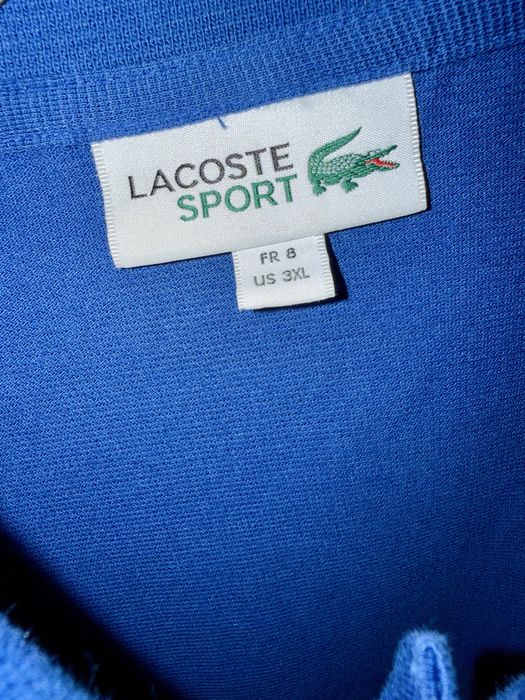 LACOSTE
SPORT
FR 8
US 3XL